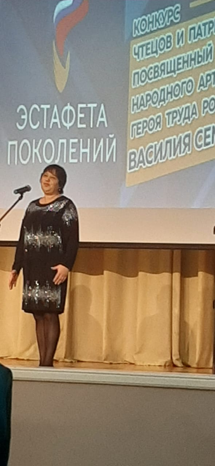 ЭСТАФЕТА
ПОКОЛЕНИЙ
КОНКУРС
ЧТЕЦОВ И
ПОСВЯЩЕННЫЙ
НАРОДНОГО
ГЕРОЯ ТРУДА
ВАСИЛИЯ